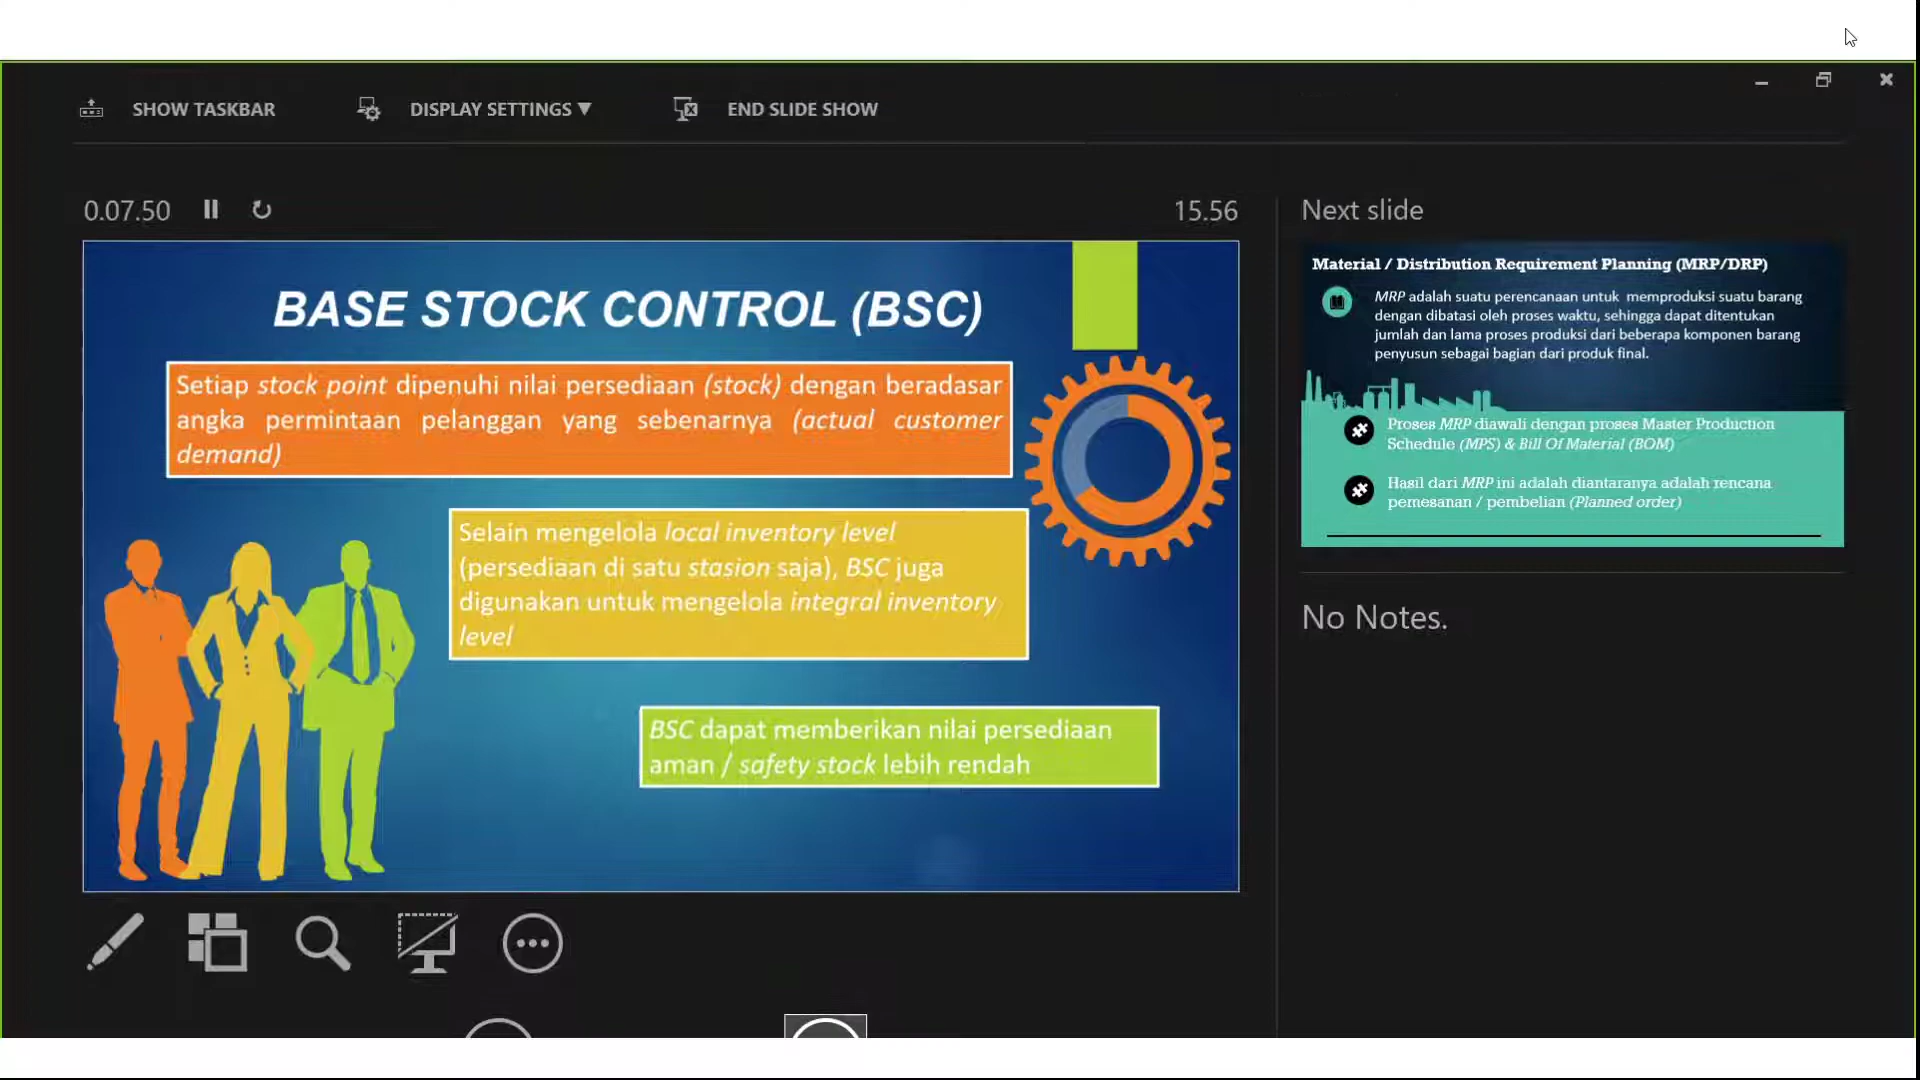 SHOW TASKBAR
DISPLAY SETTINGS ▼
END SLIDE SHOW
0.07.50
15.56
Next slide
BASE STOCK CONTROL (BSC)
Setiap stock point dipenuhi nilai persediaan (stock) dengan beradasar
angka permintaan pelanggan yang sebenarnya (actual customer
demand)
Selain mengelola local inventory level
(persediaan di satu stasion saja), BSC juga
digunakan untuk mengelola integral inventory
level
BSC dapat memberikan nilai persediaan
aman / safety stock lebih rendah
Material / Distribution Requirement Planning (MRP/DRP)
MRP adalah suatu perencanaan untuk memproduksi suatu barang
dengan dibatasi oleh proses waktu, sehingga dapat ditentukan
jumlah dan lama proses produksi dari beberapa komponen barang
penyusun sebagai bagian dari produk final.
Proses MRP diawali dengan proses Master Production
Schedule (MPS) & Bill Of Material (BOM)
Hasil dari MRP ini adalah diantaranya adalah rencana
pemesanan / pembelian (Planned order)
No Notes.